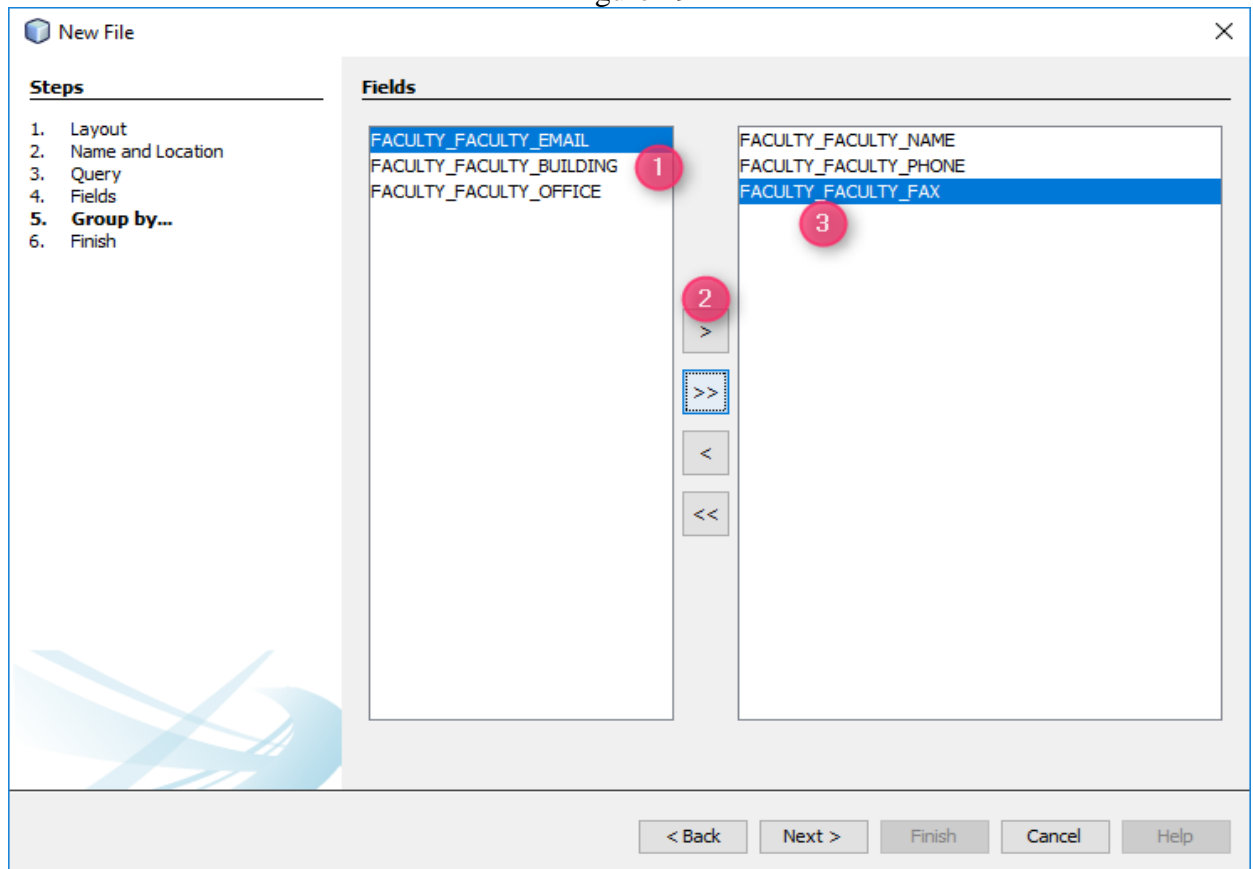 New File
Steps
1. Layout
2. Name and Location
3. Query
4. Fields
5. Group by...
6. Finish
Fields
FACULTY_FACULTY_EMAIL
FACULTY_FACULTY_BUILDING
FACULTY_FACULTY_OFFICE
1
2
>
>>
<
<<
FACULTY_FACULTY_NAME
FACULTY_FACULTY_PHONE
FACULTY_FACULTY_FAX
3
< Back
Next >
Finish
Cancel
Help